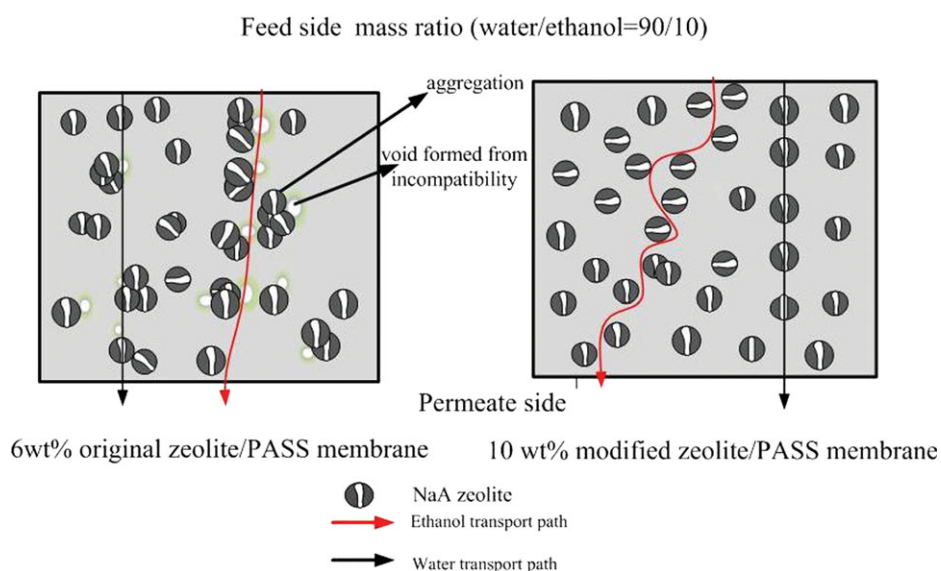 Feed side mass ratio (water/ethanol=90/10)
aggregation
void formed from
incompatibility
Permeate side
6wt% original zeolite/PASS membrane
10 wt% modified zeolite/PASS membrane
NaA zeolite
Ethanol transport path
Water transport path